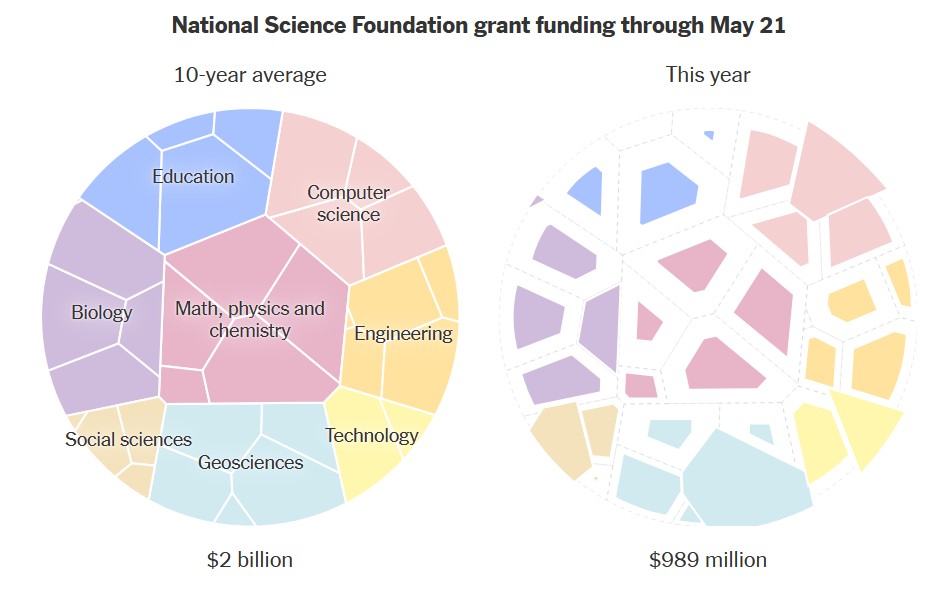 National Science Foundation grant funding through May 21
10-year average
This year
Education
Computer
science
Biology
Math, physics and
chemistry
Engineering
Social sciences
Technology
Geosciences
$2 billion
$989 million